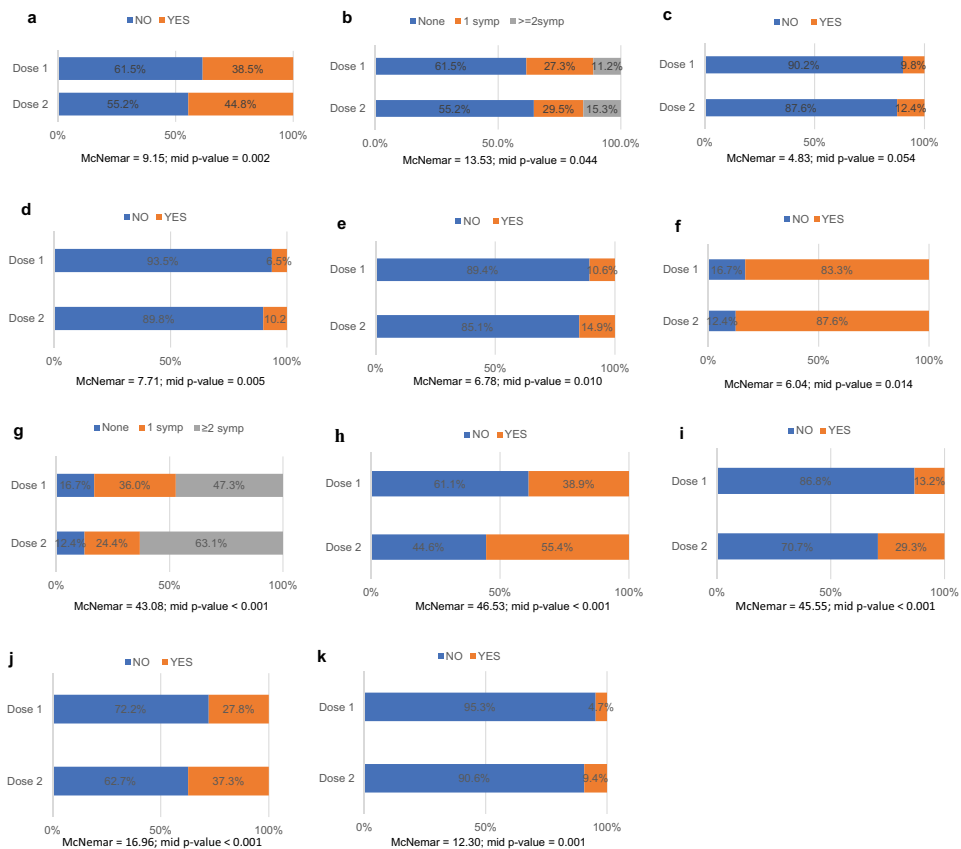 a
NO YES
Dose 1 61.5% 38.5%
Dose 2 55.2% 44.8%
0% 50% 100%
McNemar = 9.15; mid p-value = 0.002
b
None 1 symp >=2symp
Dose 1 61.5% 27.3% 11.2%
Dose 2 55.2% 29.5% 15.3%
0.0% 50.0% 100.0%
McNemar = 13.53; mid p-value = 0.044
c
NO YES
Dose 1 90.2% 9.8%
Dose 2 87.6% 12.4%
0% 50% 100%
McNemar = 4.83; mid p-value = 0.054
d
NO YES
Dose 1 93.5% 6.5%
Dose 2 89.8% 10.2
0% 50% 100%
McNemar = 7.71; mid p-value = 0.005
e
NO YES
Dose 1 89.4% 10.6%
Dose 2 85.1% 14.9%
0% 50% 100%
McNemar = 6.78; mid p-value = 0.010
f
NO YES
Dose 1 16.7% 83.3%
Dose 2 12.4% 87.6%
0% 50% 100%
McNemar = 6.04; mid p-value = 0.014
g
None 1 symp ≥2 symp
Dose 1 16.7% 36.0% 47.3%
Dose 2 12.4% 24.4% 63.1%
0% 50% 100%
McNemar = 43.08; mid p-value < 0.001
h
NO YES
Dose 1 61.1% 38.9%
Dose 2 44.6% 55.4%
0% 50% 100%
McNemar = 46.53; mid p-value < 0.001
i
NO YES
Dose 1 86.8% 13.2%
Dose 2 70.7% 29.3%
0% 50% 100%
McNemar = 45.55; mid p-value < 0.001
j
NO YES
Dose 1 72.2% 27.8%
Dose 2 62.7% 37.3%
0% 50% 100%
McNemar = 16.96; mid p-value < 0.001
k
NO YES
Dose 1 95.3% 4.7%
Dose 2 90.6% 9.4%
0% 50% 100%
McNemar = 12.30; mid p-value = 0.001